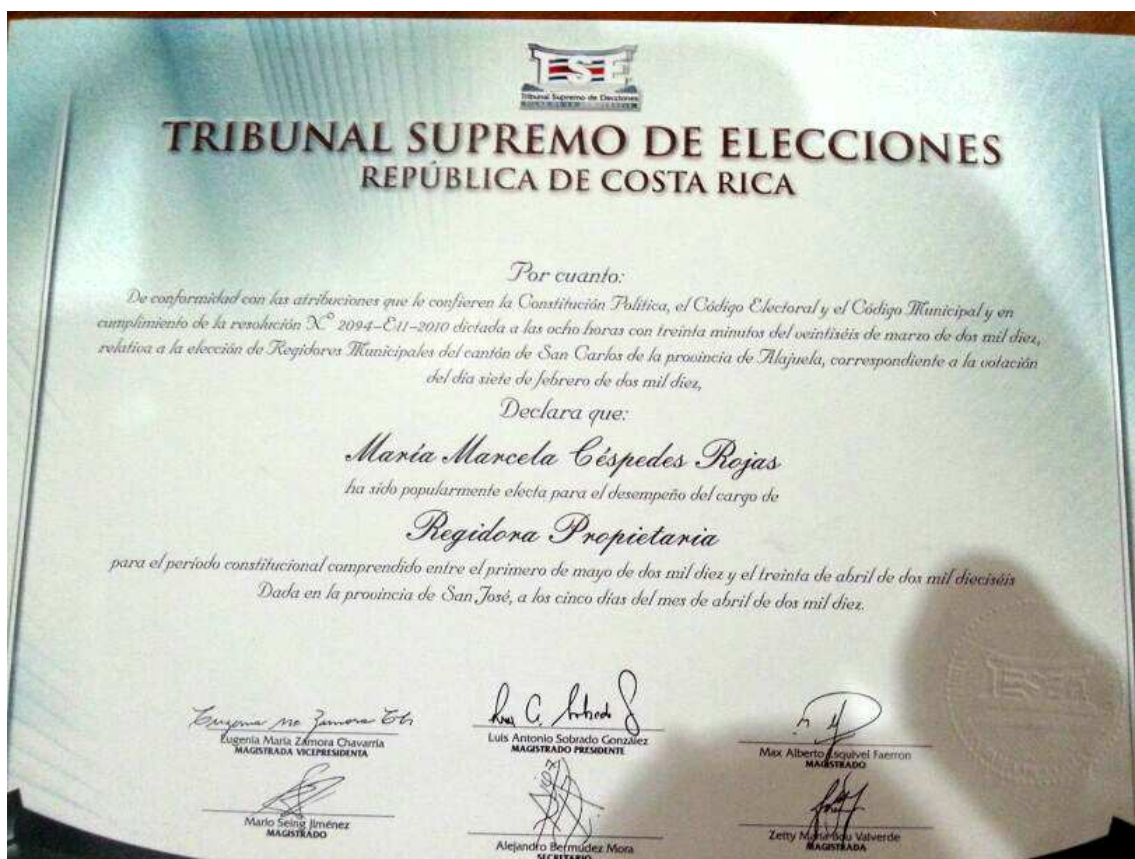 TSE
Tribunal Supremo de Elecciones
TRIBUNAL SUPREMO DE ELECCIONES
REPÚBLICA DE COSTA RICA
Por cuanto:
De conformidad con las atribuciones que le confieren la Constitución Política, el Código Electoral y el Código Municipal y en
cumplimiento de la resolución N° 2094-E11-2010 dictada a las ocho horas con treinta minutos del veintiséis de marzo de dos mil diez,
relativa a la elección de Regidores Municipales del cantón de San Carlos de la provincia de Alajuela, correspondiente a la votación
del día siete de febrero de dos mil diez,
Declara que:
María Marcela Céspedes Rojas
ha sido popularmente electa para el desempeño del cargo de
Regidora Propietaria
para el período constitucional comprendido entre el primero de mayo de dos mil diez y el treinta de abril de dos mil dieciséis
Dada en la provincia de San José, a los cinco días del mes de abril de dos mil diez.
TSE
Eugenia María Zamora Chavarría
MAGISTRADA VICEPRESIDENTA
Luis Antonio Sobrado González
MAGISTRADO PRESIDENTE
Max Alberto Esquivel Faerron
MAGISTRADO
Mario Seing Jiménez
MAGISTRADO
Alejandro Bermúdez Mora
SECRETARIO
Zetty María Bou Valverde
MAGISTRADA